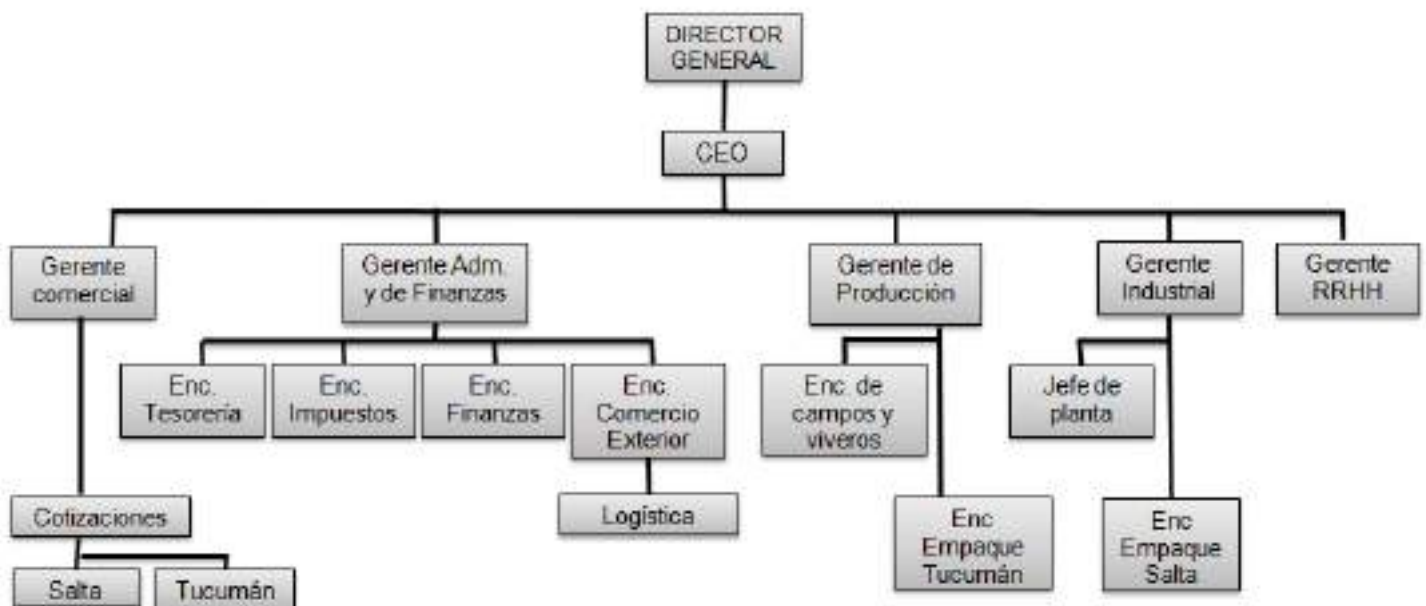 DIRECTOR
GENERAL
CEO
Gerente
comercial
Gerente Adm.
y de Finanzas
Gerente de
Producción
Gerente
Industrial
Gerente
RRHH
Enc.
Tesorería
Enc.
Impuestos
Enc.
Finanzas
Enc.
Comercio
Exterior
Enc. de
campos y
viveros
Jefe de
planta
Cotizaciones
Logística
Enc
Empaque
Tucumán
Enc
Empaque
Salta
Salta
Tucumán